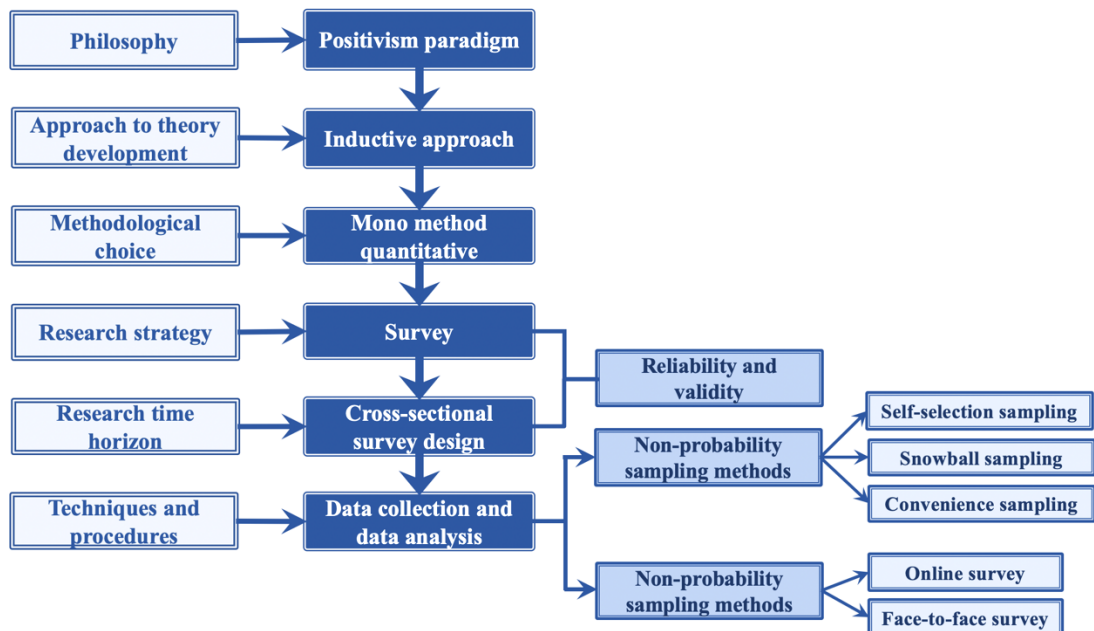 Philosophy
Positivism paradigm
Approach to theory
development
Inductive approach
Methodological
choice
Mono method
quantitative
Research strategy
Survey
Reliability and
validity
Research time
horizon
Cross-sectional
survey design
Self-selection sampling
Non-probability
sampling methods
Snowball sampling
Convenience sampling
Techniques and
procedures
Data collection and
data analysis
Non-probability
sampling methods
Online survey
Face-to-face survey